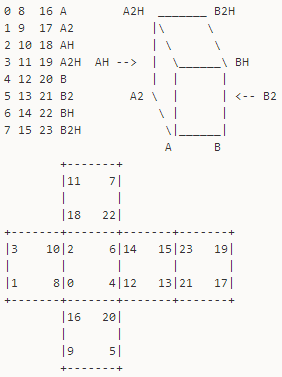 0 8  16 A        A2H _______ B2H
1 9  17 A2          |\      \
2 10 18 AH          | \      \
3 11 19 A2H  AH --> |  \______\ BH
4 12 20 B           |  |      |
5 13 21 B2       A2 \  |      | <-- B2
6 14 22 BH           \ |      |
7 15 23 B2H           \|______|
                      A      B
        +-------+
        |11    7|
        |       |
        |18   22|
+-------+-------+-------+-------+
|3    10|2     6|14   15|23   19|
|       |       |       |       |
|1     8|0     4|12   13|21   17|
+-------+-------+-------+-------+
        |16   20|
        |       |
        |9     5|
        +-------+